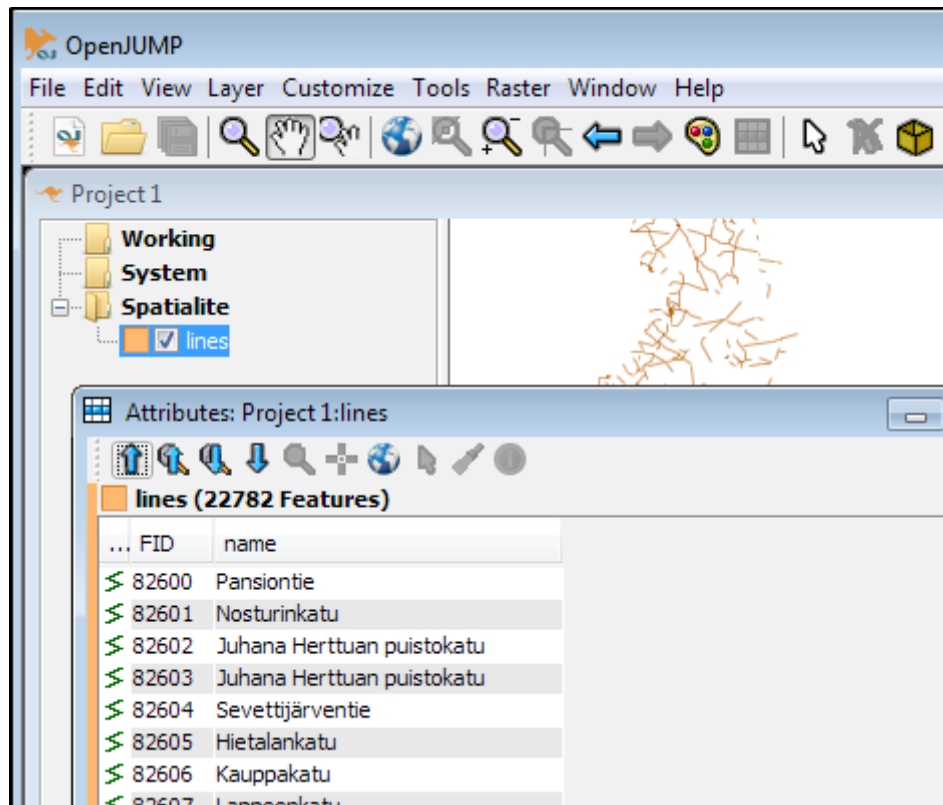 OpenJUMP
File Edit View Layer Customize Tools Raster Window Help
Project 1
Working
System
Spatialite
lines
Attributes: Project 1:lines
lines (22782 Features)
... FID name
82600 Pansiontie
82601 Nosturinkatu
82602 Juhana Herttuan puistokatu
82603 Juhana Herttuan puistokatu
82604 Sevettijärventie
82605 Hietalankatu
82606 Kauppakatu
82607